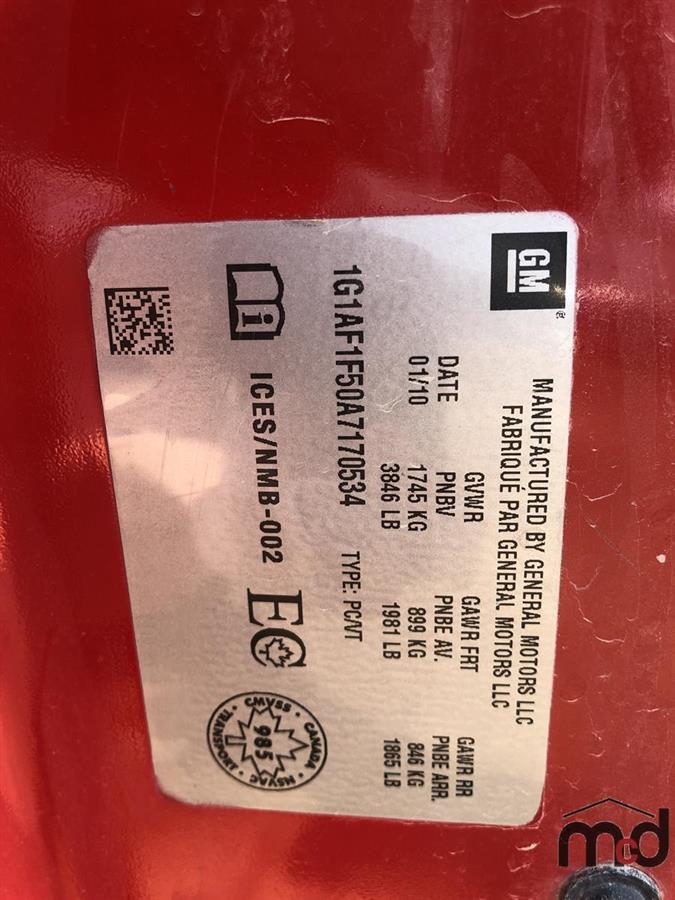 GM
MANUFACTURED BY GENERAL MOTORS LLC
FABRIQUÉ PAR GENERAL MOTORS LLC
DATE GVWR GAWR FRT GAWR RR
01/10 PNBV PNBE AV. PNBE ARR.
1745 KG 899 KG 846 KG
3846 LB 1981 LB 1865 LB
1G1AF1F50A7170534 TYPE: PC/VT
ICES/NMB-002 EC
CANADA • CMVSS • TRANSPORT • NSVAC •
985
mcd